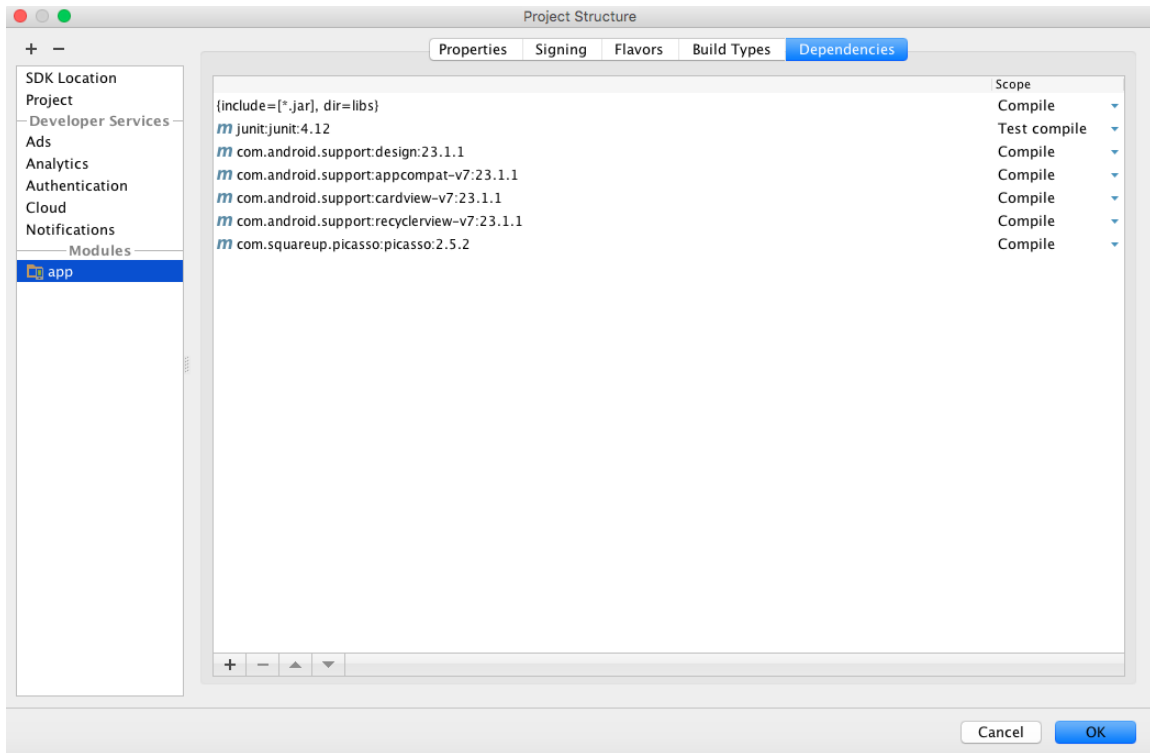 Project Structure
+ −
Properties Signing Flavors Build Types Dependencies
SDK Location
Project
Developer Services
Ads
Analytics
Authentication
Cloud
Notifications
Modules
app
Scope
{include=[*.jar], dir=libs} Compile
m junit:junit:4.12 Test compile
m com.android.support:design:23.1.1 Compile
m com.android.support:appcompat-v7:23.1.1 Compile
m com.android.support:cardview-v7:23.1.1 Compile
m com.android.support:recyclerview-v7:23.1.1 Compile
m com.squareup.picasso:picasso:2.5.2 Compile
+ −
Cancel OK